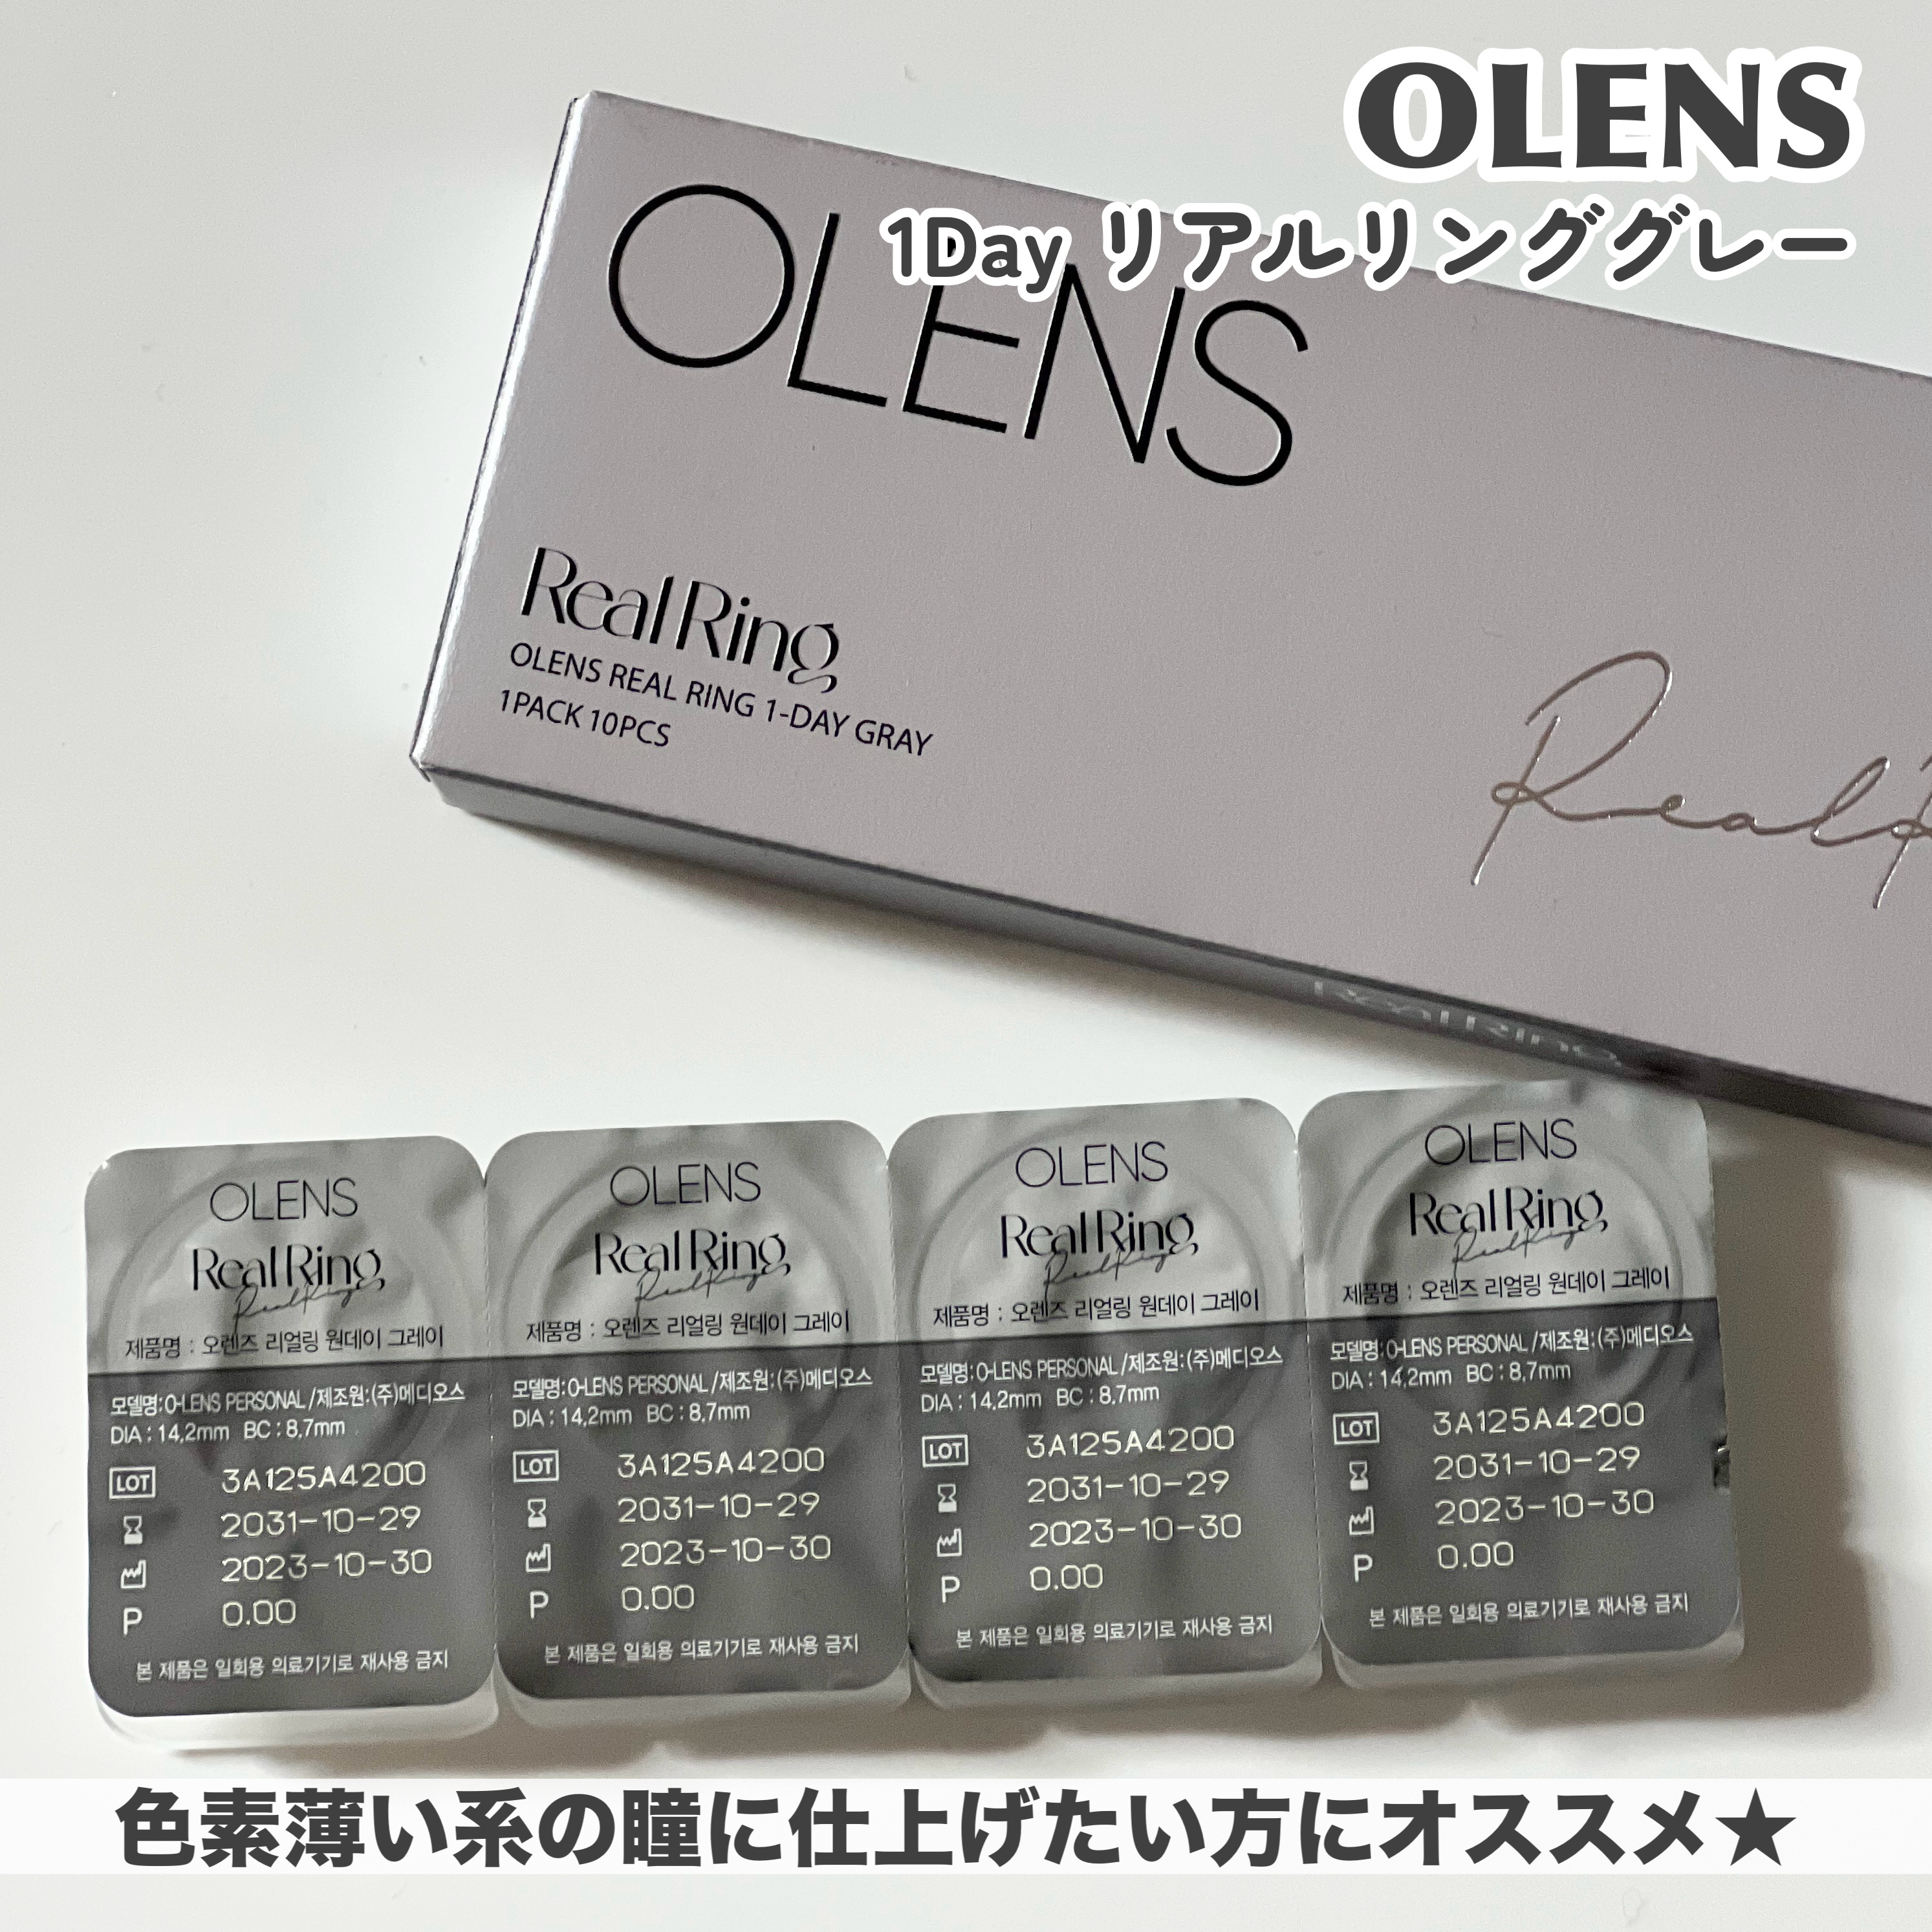 OLENS
1Day リアルリンググレー
OLENS
Real Ring
OLENS REAL RING 1-DAY GRAY
1PACK 10PCS
Real
Real Ring
OLENS
Real Ring
Real Ring
제품명 : 오렌즈 리얼링 원데이 그레이
모델명:O-LENS PERSONAL /제조원:(주)메디오스
DIA : 14.2mm BC : 8.7mm
LOT 3A125A4200
2031-10-29
2023-10-30
P 0.00
본 제품은 일회용 의료기기로 재사용 금지
OLENS
Real Ring
Real Ring
제품명 : 오렌즈 리얼링 원데이 그레이
모델명:O-LENS PERSONAL /제조원:(주)메디오스
DIA : 14.2mm BC : 8.7mm
LOT 3A125A4200
2031-10-29
2023-10-30
P 0.00
본 제품은 일회용 의료기기로 재사용 금지
OLENS
Real Ring
Real Ring
제품명 : 오렌즈 리얼링 원데이 그레이
모델명:O-LENS PERSONAL /제조원:(주)메디오스
DIA : 14.2mm BC : 8.7mm
LOT 3A125A4200
2031-10-29
2023-10-30
P 0.00
본 제품은 일회용 의료기기로 재사용 금지
OLENS
Real Ring
Real Ring
제품명 : 오렌즈 리얼링 원데이 그레이
모델명:O-LENS PERSONAL /제조원:(주)메디오스
DIA : 14.2mm BC : 8.7mm
LOT 3A125A4200
2031-10-29
2023-10-30
P 0.00
본 제품은 일회용 의료기기로 재사용 금지
色素薄い系の瞳に仕上げたい方にオススメ★